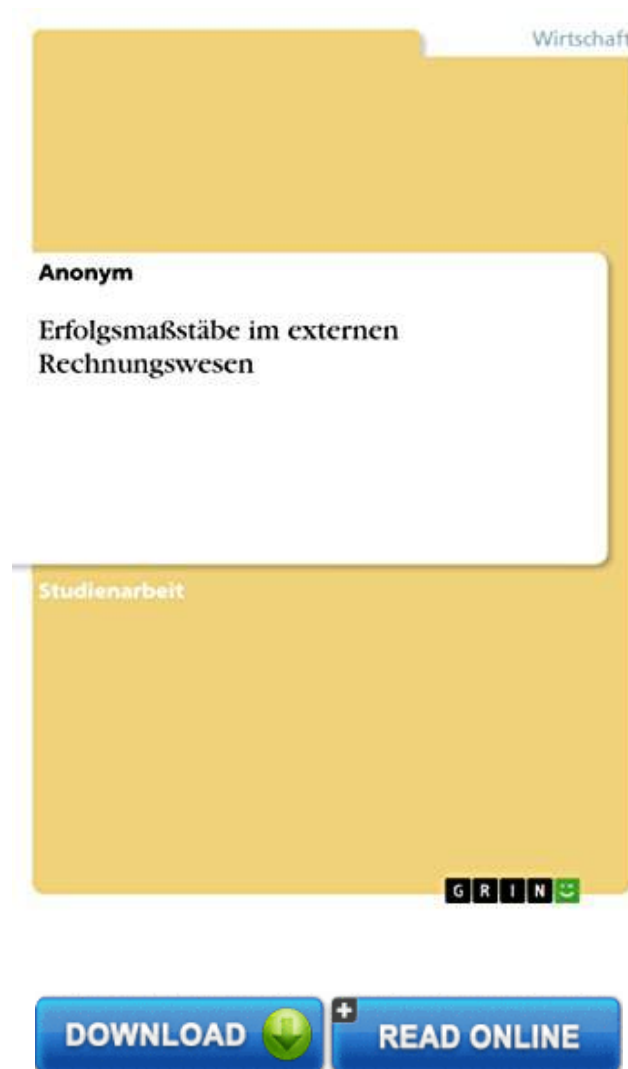 Wirtschaft
Anonym
Erfolgsmaßstäbe im externen
Rechnungswesen
Studienarbeit
GRIN
DOWNLOAD
READ ONLINE